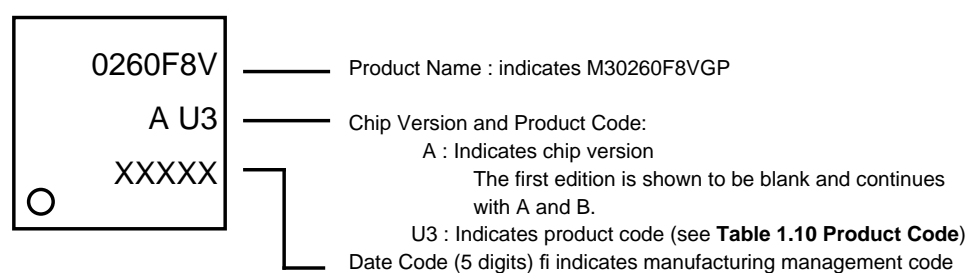 0260F8V
Product Name : indicates M30260F8VGP
A U3
Chip Version and Product Code:
A : Indicates chip version
The first edition is shown to be blank and continues
with A and B.
U3 : Indicates product code (see Table 1.10 Product Code)
XXXXX
Date Code (5 digits) fi indicates manufacturing management code